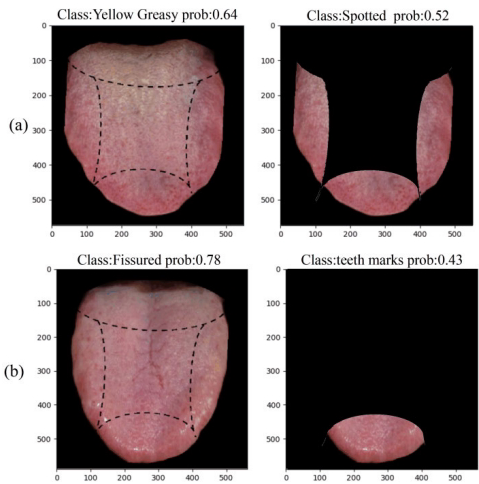 Class:Yellow Greasy prob:0.64
Class:Spotted prob:0.52
(a)
0
100
200
300
400
500
0 100 200 300 400 500
0
100
200
300
400
500
0 100 200 300 400 500
Class:Fissured prob:0.78
Class:teeth marks prob:0.43
(b)
0
100
200
300
400
500
0 100 200 300 400 500
0
100
200
300
400
500
0 100 200 300 400 500